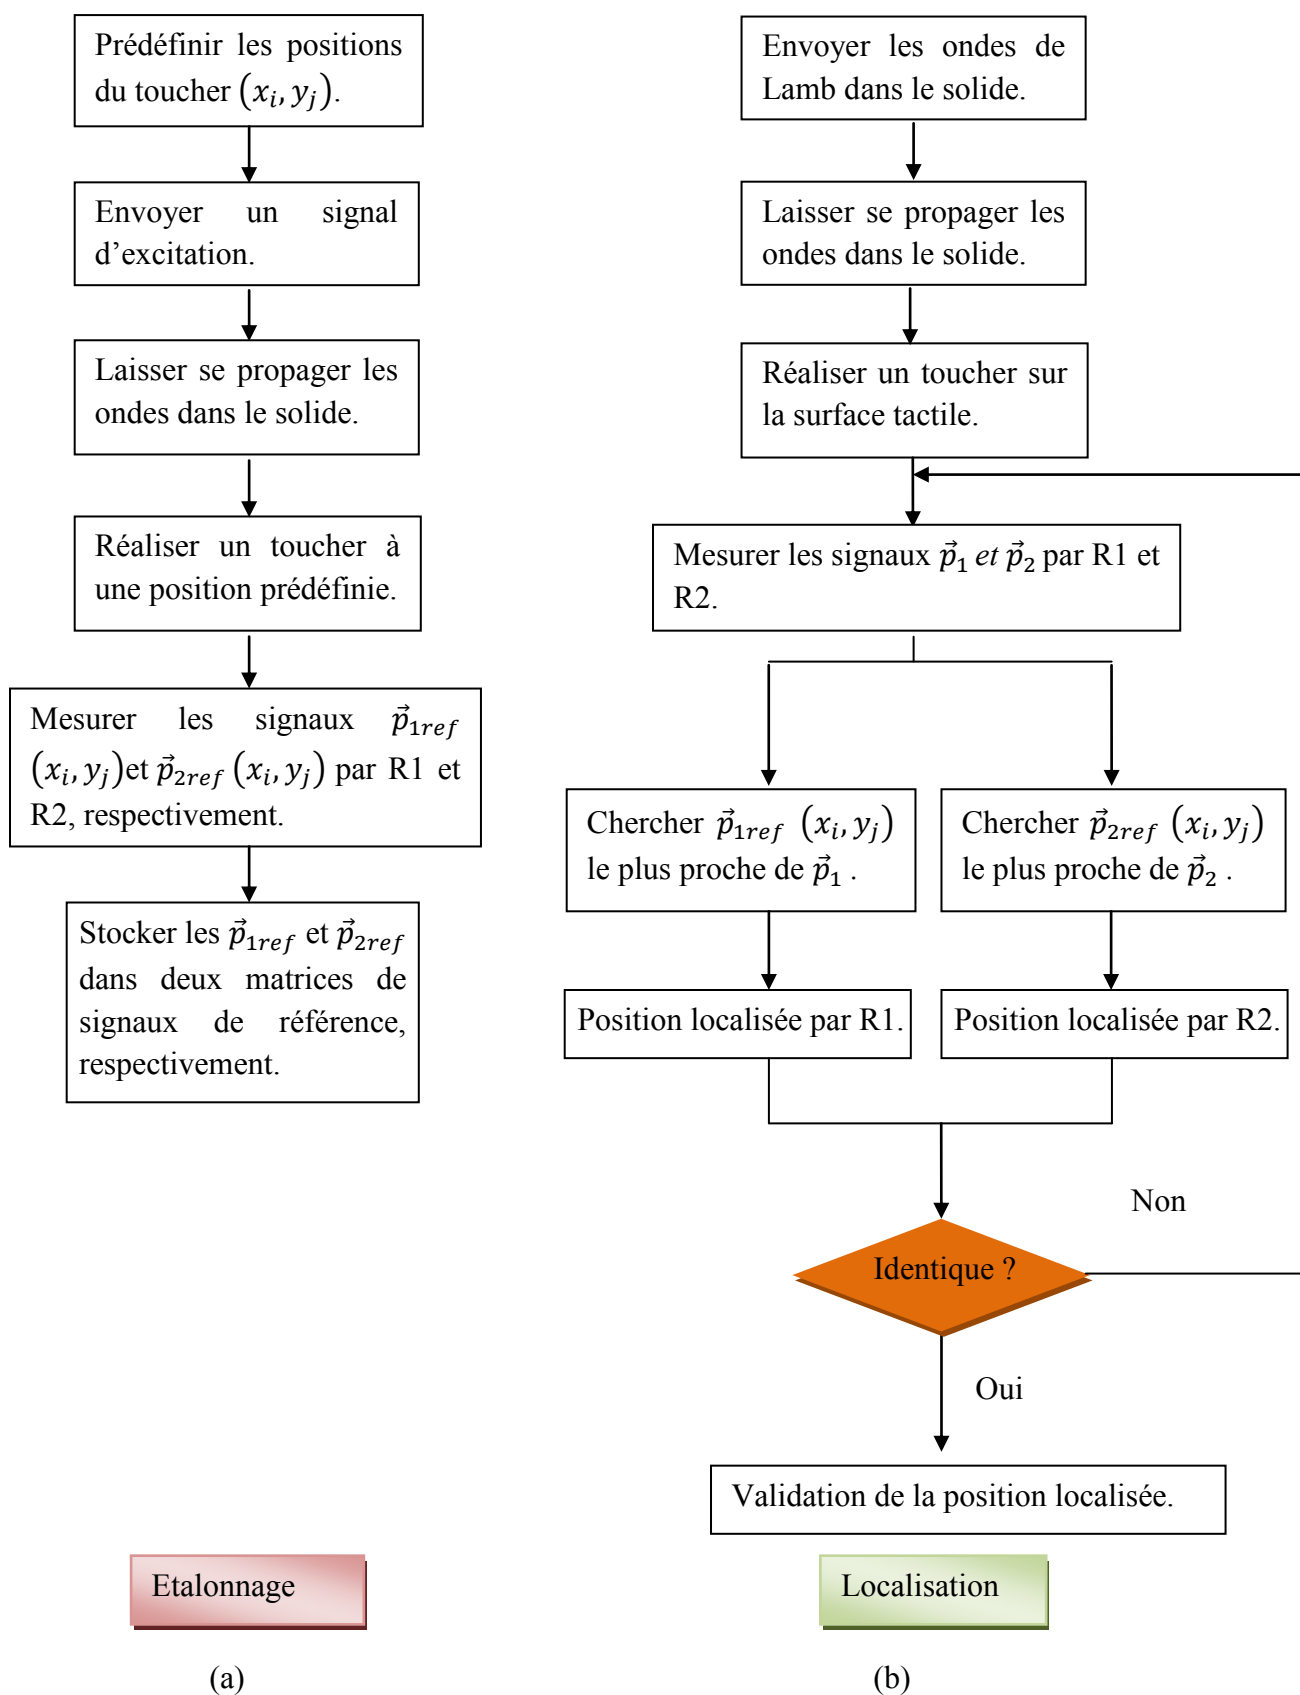 Prédéfinir les positions
du toucher (x_i, y_j).
Envoyer un signal
d’excitation.
Laisser se propager les
ondes dans le solide.
Réaliser un toucher à
une position prédéfinie.
Mesurer les signaux p⃗_1ref
(x_i, y_j)et p⃗_2ref (x_i, y_j) par R1 et
R2, respectivement.
Stocker les p⃗_1ref et p⃗_2ref
dans deux matrices de
signaux de référence,
respectivement.
Etalonnage
(a)
Envoyer les ondes de
Lamb dans le solide.
Laisser se propager les
ondes dans le solide.
Réaliser un toucher sur
la surface tactile.
Mesurer les signaux p⃗_1 et p⃗_2 par R1 et
R2.
Chercher p⃗_1ref (x_i, y_j)
le plus proche de p⃗_1 .
Chercher p⃗_2ref (x_i, y_j)
le plus proche de p⃗_2 .
Position localisée par R1.
Position localisée par R2.
Identique ?
Non
Oui
Validation de la position localisée.
Localisation
(b)